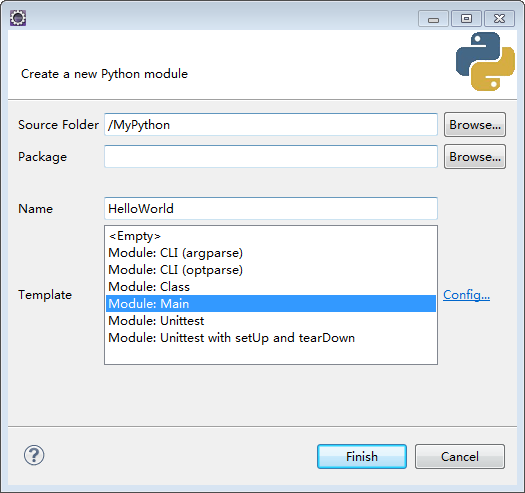 Create a new Python module
Source Folder /MyPython Browse...
Package Browse...
Name HelloWorld
<Empty>
Module: CLI (argparse)
Module: CLI (optparse)
Module: Class
Template Module: Main Config...
Module: Unittest
Module: Unittest with setUp and tearDown
? Finish Cancel